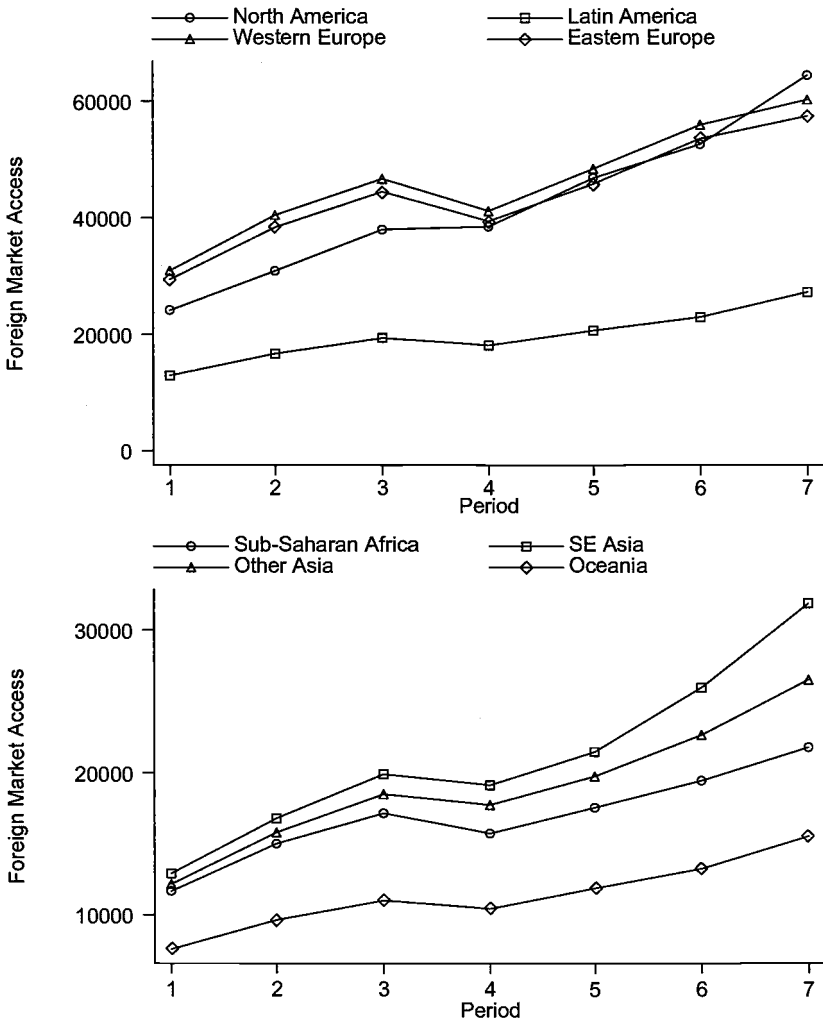 North America Latin America
Western Europe Eastern Europe
Foreign Market Access
60000
40000
20000
0
1 2 3 4 5 6 7
Period
Sub-Saharan Africa SE Asia
Other Asia Oceania
Foreign Market Access
30000
20000
10000
1 2 3 4 5 6 7
Period